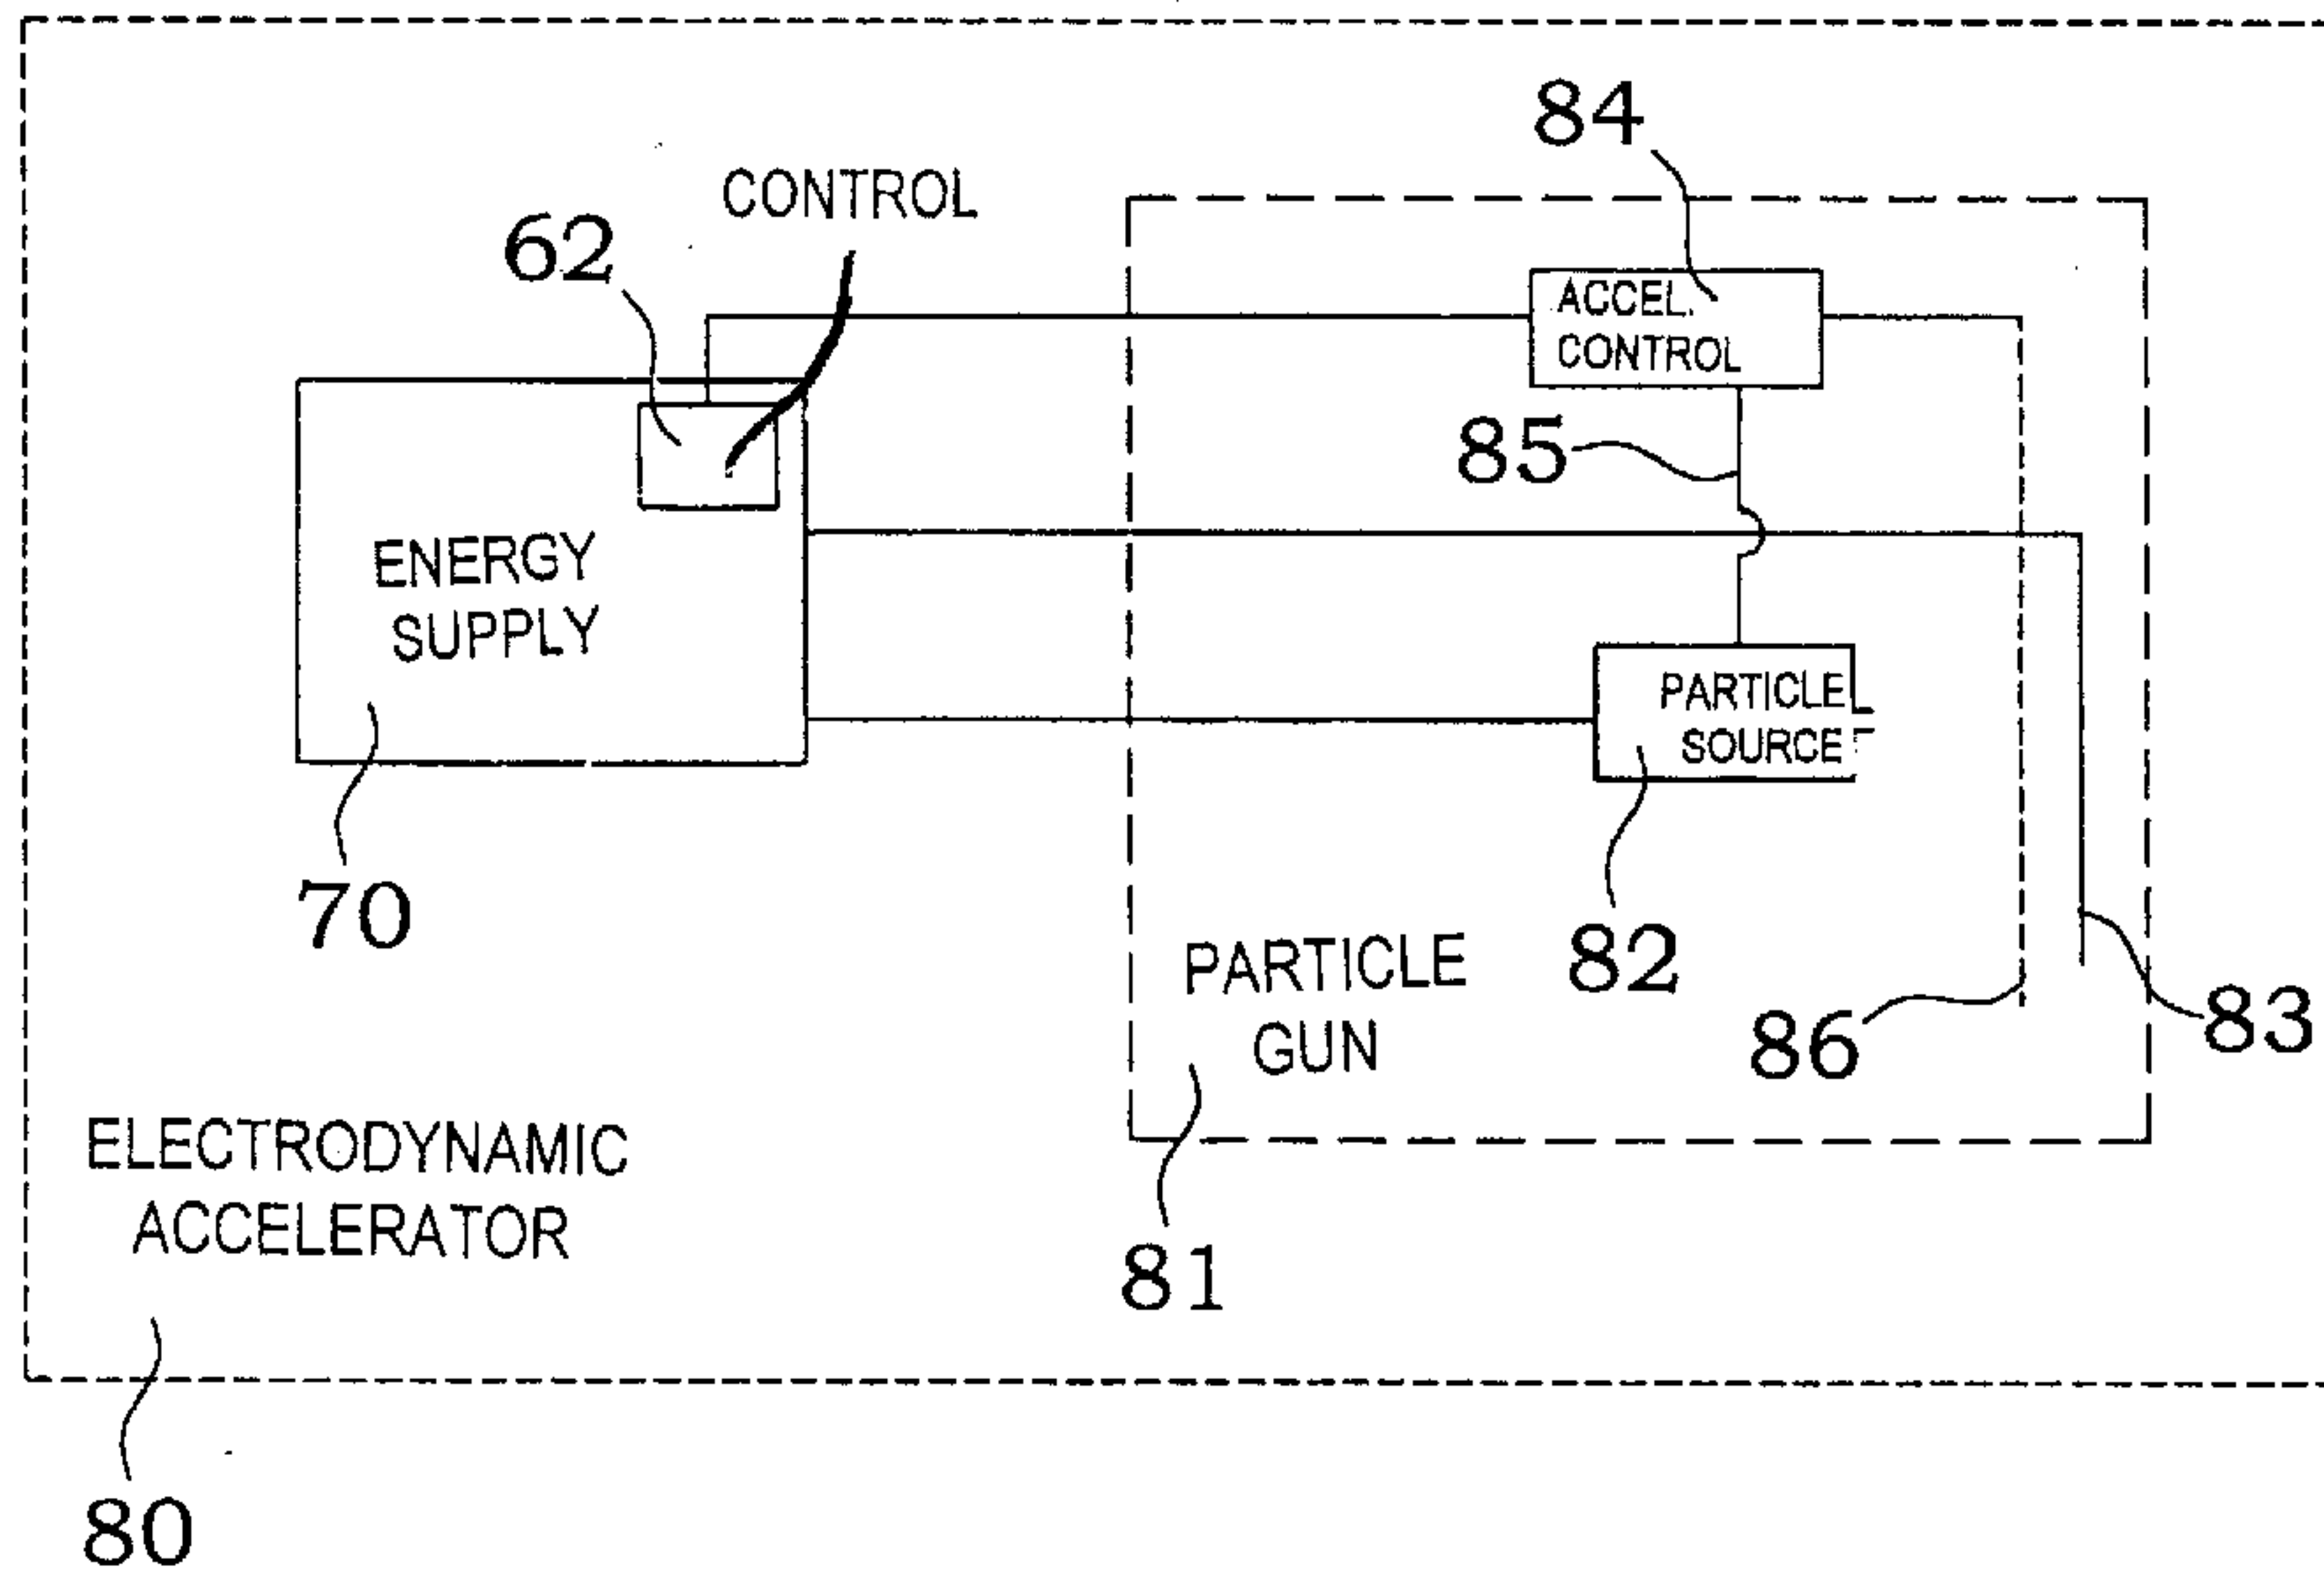 84
CONTROL
62
ACCEL.
CONTROL
85
ENERGY
SUPPLY
PARTICLE
SOURCE
70
82
PARTICLE
GUN
86
83
ELECTRODYNAMIC
ACCELERATOR
81
80